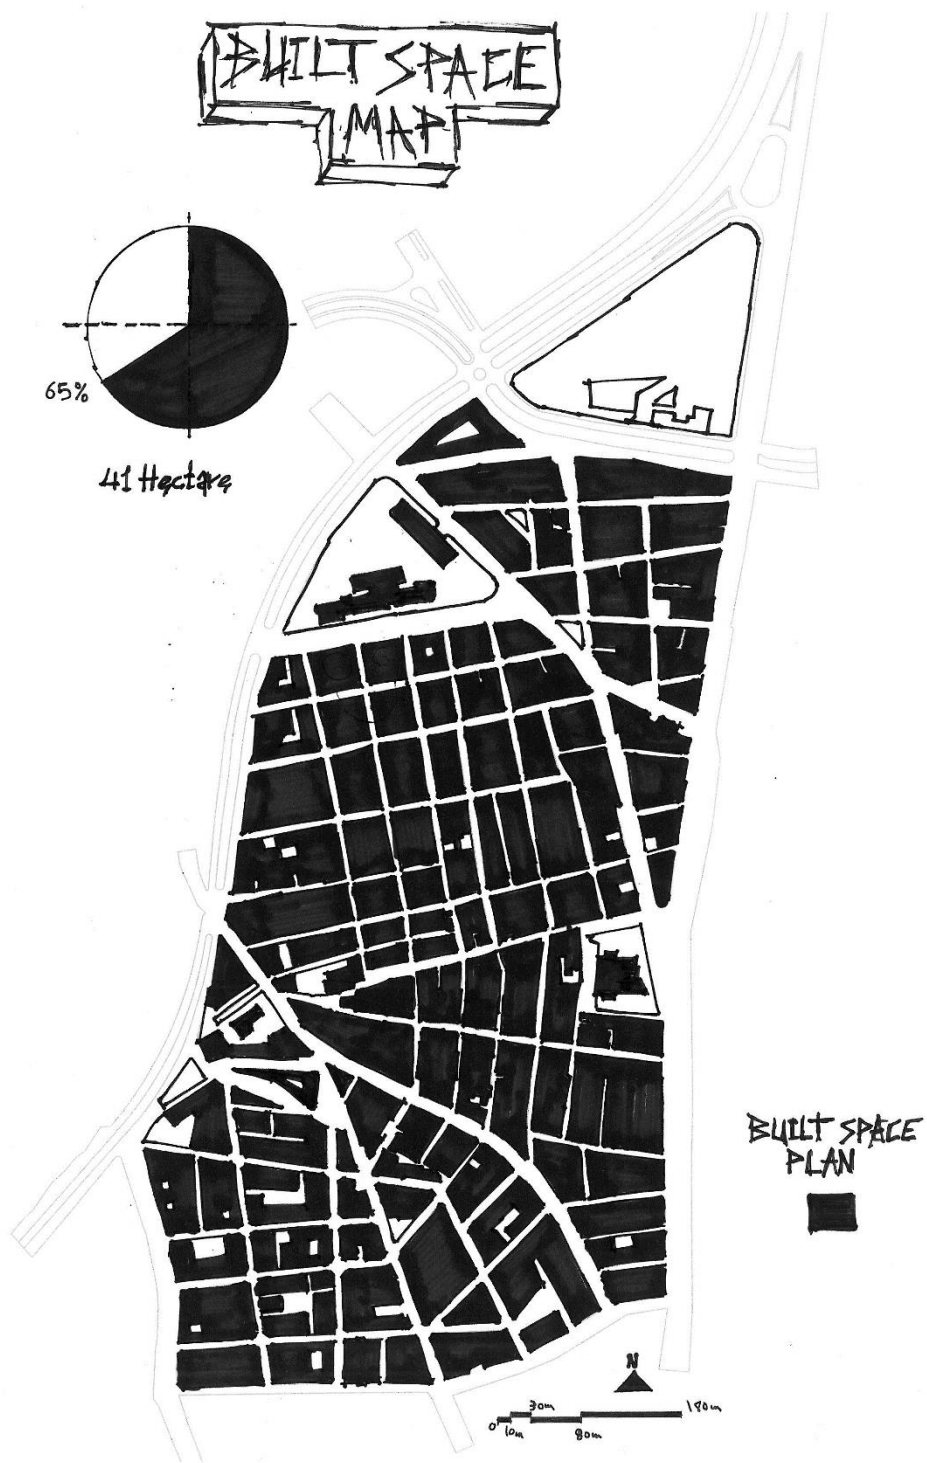 BUILT SPACE
MAP
65%
41 Hectare
BUILT SPACE
PLAN
N
30m
180m
0
10m
80m